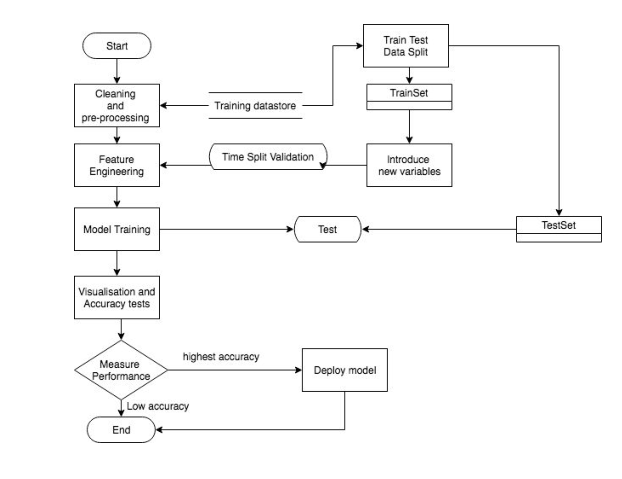 Start
Train Test
Data Split
Cleaning
and
pre-processing
Training datastore
TrainSet
Feature
Engineering
Time Split Validation
Introduce
new variables
Model Training
Test
TestSet
Visualisation and
Accuracy tests
Measure
Performance
highest accuracy
Deploy model
Low accuracy
End